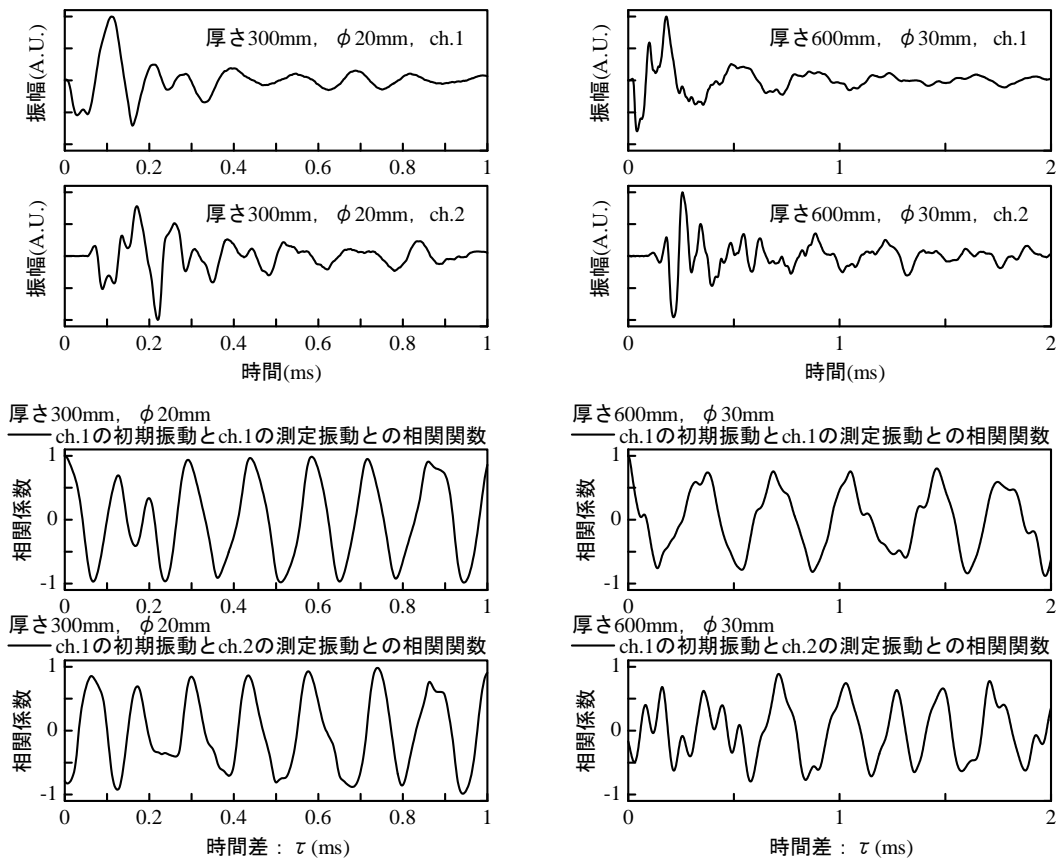 振幅(A.U.)
厚さ300mm, φ20mm, ch.1
0 0.2 0.4 0.6 0.8 1
振幅(A.U.)
厚さ300mm, φ20mm, ch.2
0 0.2 0.4 0.6 0.8 1
時間(ms)
振幅(A.U.)
厚さ600mm, φ30mm, ch.1
0 1 2
振幅(A.U.)
厚さ600mm, φ30mm, ch.2
0 1 2
時間(ms)
厚さ300mm, φ20mm
ch.1の初期振動とch.1の測定振動との相関関数
相関係数
1
0
-1
0 0.2 0.4 0.6 0.8 1
厚さ300mm, φ20mm
ch.1の初期振動とch.2の測定振動との相関関数
相関係数
1
0
-1
0 0.2 0.4 0.6 0.8 1
時間差：τ(ms)
厚さ600mm, φ30mm
ch.1の初期振動とch.1の測定振動との相関関数
相関係数
1
0
-1
0 1 2
厚さ600mm, φ30mm
ch.1の初期振動とch.2の測定振動との相関関数
相関係数
1
0
-1
0 1 2
時間差：τ(ms)